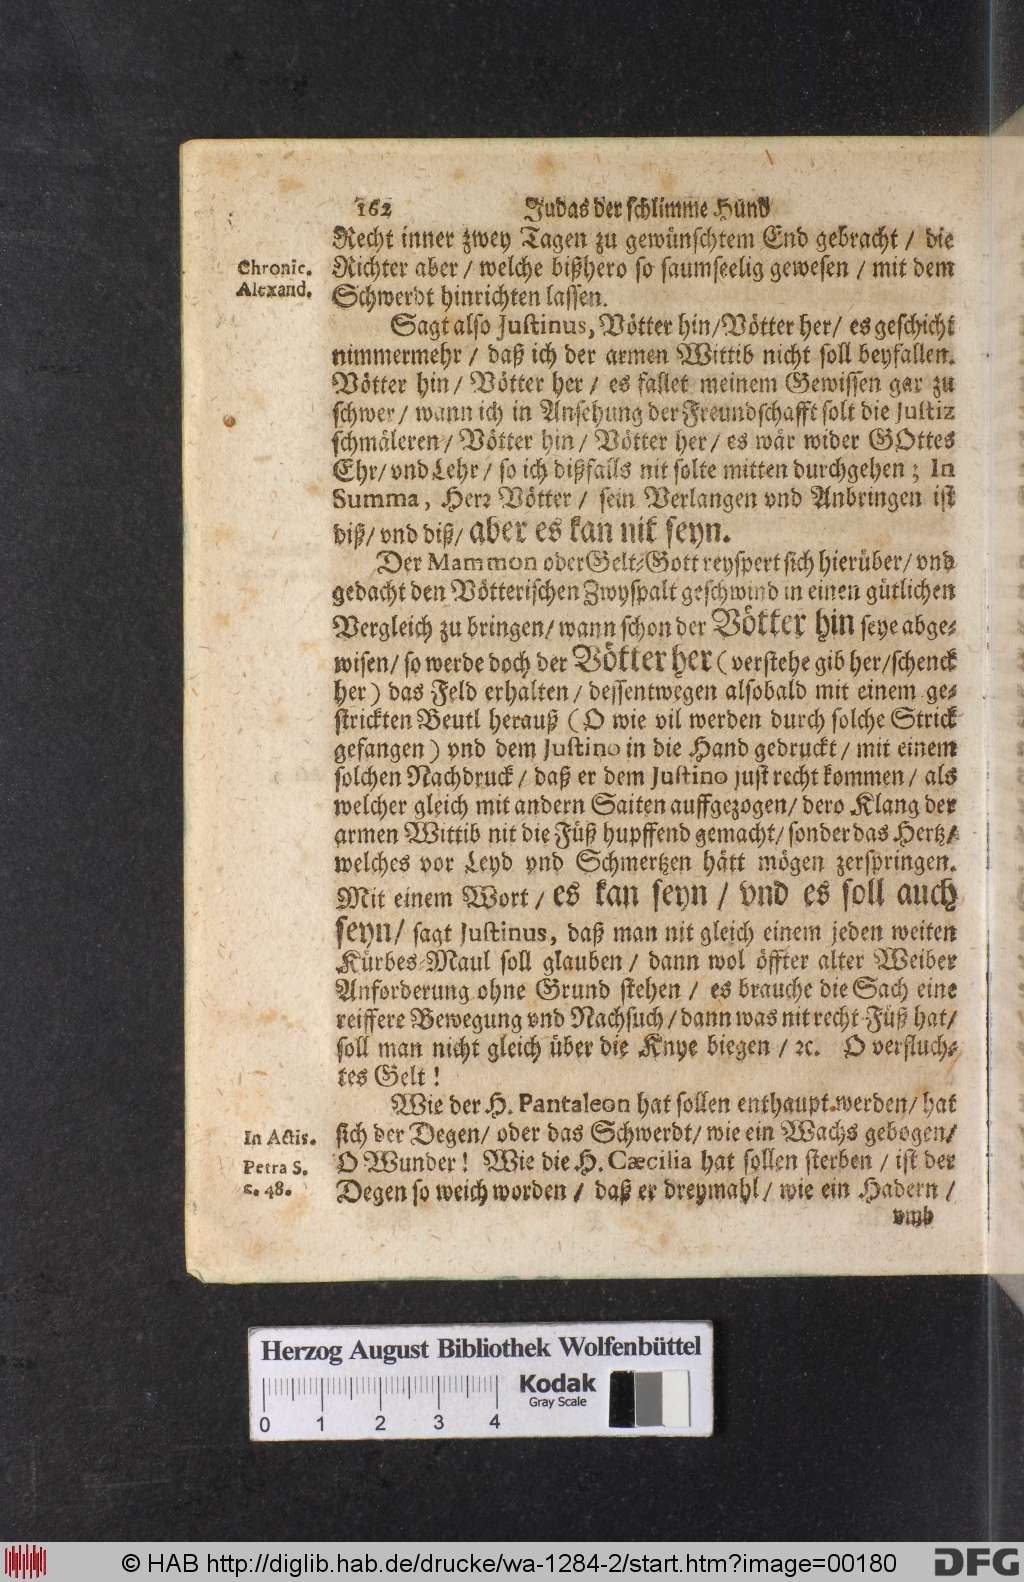 162 Judas der schlimme Hund
Recht inner zwey Tagen zu gewünschtem End gebracht / die
Chronic. Richter aber / welche bißhero so saumseelig gewesen / mit dem
Alexand. Schwerdt hinrichten lassen.
Sagt also Justinus, Vötter hin/ Vötter her/ es geschicht
nimmermehr / daß ich der armen Wittib nicht soll beyfallen.
Vötter hin/ Vötter her / es fallet meinem Gewissen gar zu
schwer/ wann ich in Ansehung der Freundschafft solt die Justiz
schmäleren/ Vötter hin/ Vötter her/ es wär wider GOttes
Ehr/ vnd Lehr/ so ich dißfalls nit solte mitten durchgehen; In
Summa, Herr Vötter / sein Verlangen vnd Anbringen ist
diß/ vnd diß/ aber es kan nit seyn.
Der Mammon oder Gelt-Gott reyspert sich hierüber/ vnd
gedacht den Vötterischen Zwyspalt geschwind in einen gütlichen
Vergleich zu bringen/ wann schon der Vötter hin seye abge-
wisen/ so werde doch der Vötter her ( verstehe gib her/ schenck
her ) das Feld erhalten / dessentwegen alsobald mit einem ge-
strickten Beutl herauß ( O wie vil werden durch solche Strick
gefangen ) vnd dem Justino in die Hand gedruckt / mit einem
solchen Nachdruck / daß er dem Justino just recht kommen / als
welcher gleich mit andern Saiten auffgezogen/ dero Klang der
armen Wittib nit die Füß hupffend gemacht/ sonder das Hertz/
welches vor Leyd vnd Schmertzen hätt mögen zerspringen.
Mit einem Wort / es kan seyn / vnd es soll auch
seyn/ sagt Justinus, daß man nit gleich einem jeden weiten
Kürbes-Maul soll glauben / dann wol öffter alter Weiber
Anforderung ohne Grund stehen / es brauche die Sach eine
reiffere Bewegung vnd Nachsuch / dann was nit recht Füß hat/
soll man nicht gleich über die Knye biegen / ꝛc. O verfluch-
tes Gelt !
Wie der H. Pantaleon hat sollen enthaupt werden/ hat
In Actis. sich der Degen/ oder das Schwerdt/ wie ein Wachs gebogen/
Petra S. O Wunder! Wie die H. Cæcilia hat sollen sterben / ist der
c. 48. Degen so weich worden / daß er dreymahl / wie ein Hadern /
vmb
Herzog August Bibliothek Wolfenbüttel
Kodak
Gray Scale
0 1 2 3 4
© HAB http://diglib.hab.de/drucke/wa-1284-2/start.htm?image=00180
DFG